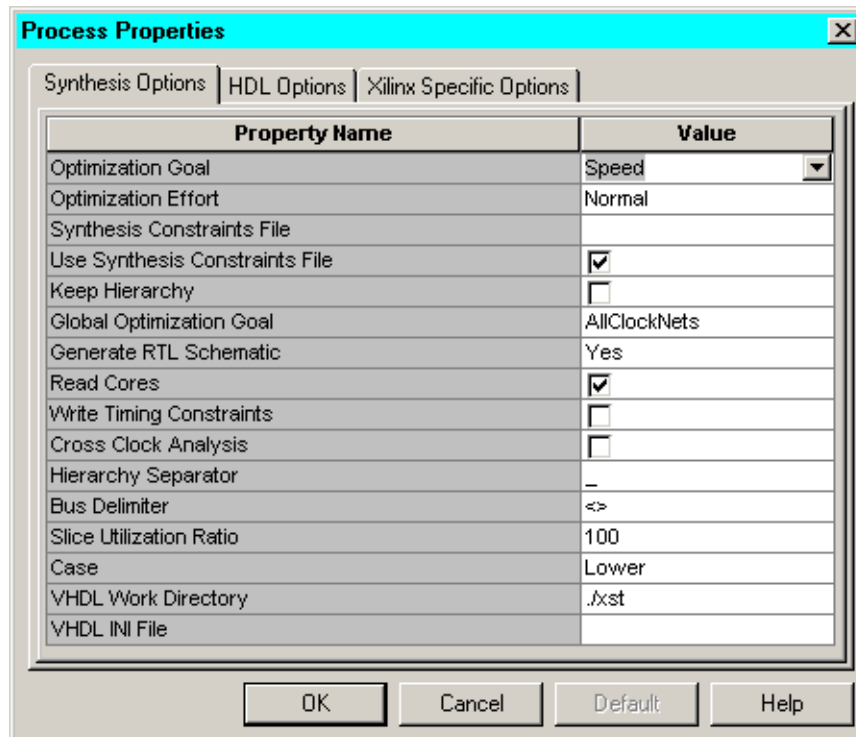 Process Properties
Synthesis Options HDL Options Xilinx Specific Options
Property Name Value
Optimization Goal Speed
Optimization Effort Normal
Synthesis Constraints File
Use Synthesis Constraints File
Keep Hierarchy
Global Optimization Goal AllClockNets
Generate RTL Schematic Yes
Read Cores
Write Timing Constraints
Cross Clock Analysis
Hierarchy Separator _
Bus Delimiter <>
Slice Utilization Ratio 100
Case Lower
VHDL Work Directory ./xst
VHDL INI File
OK Cancel Default Help